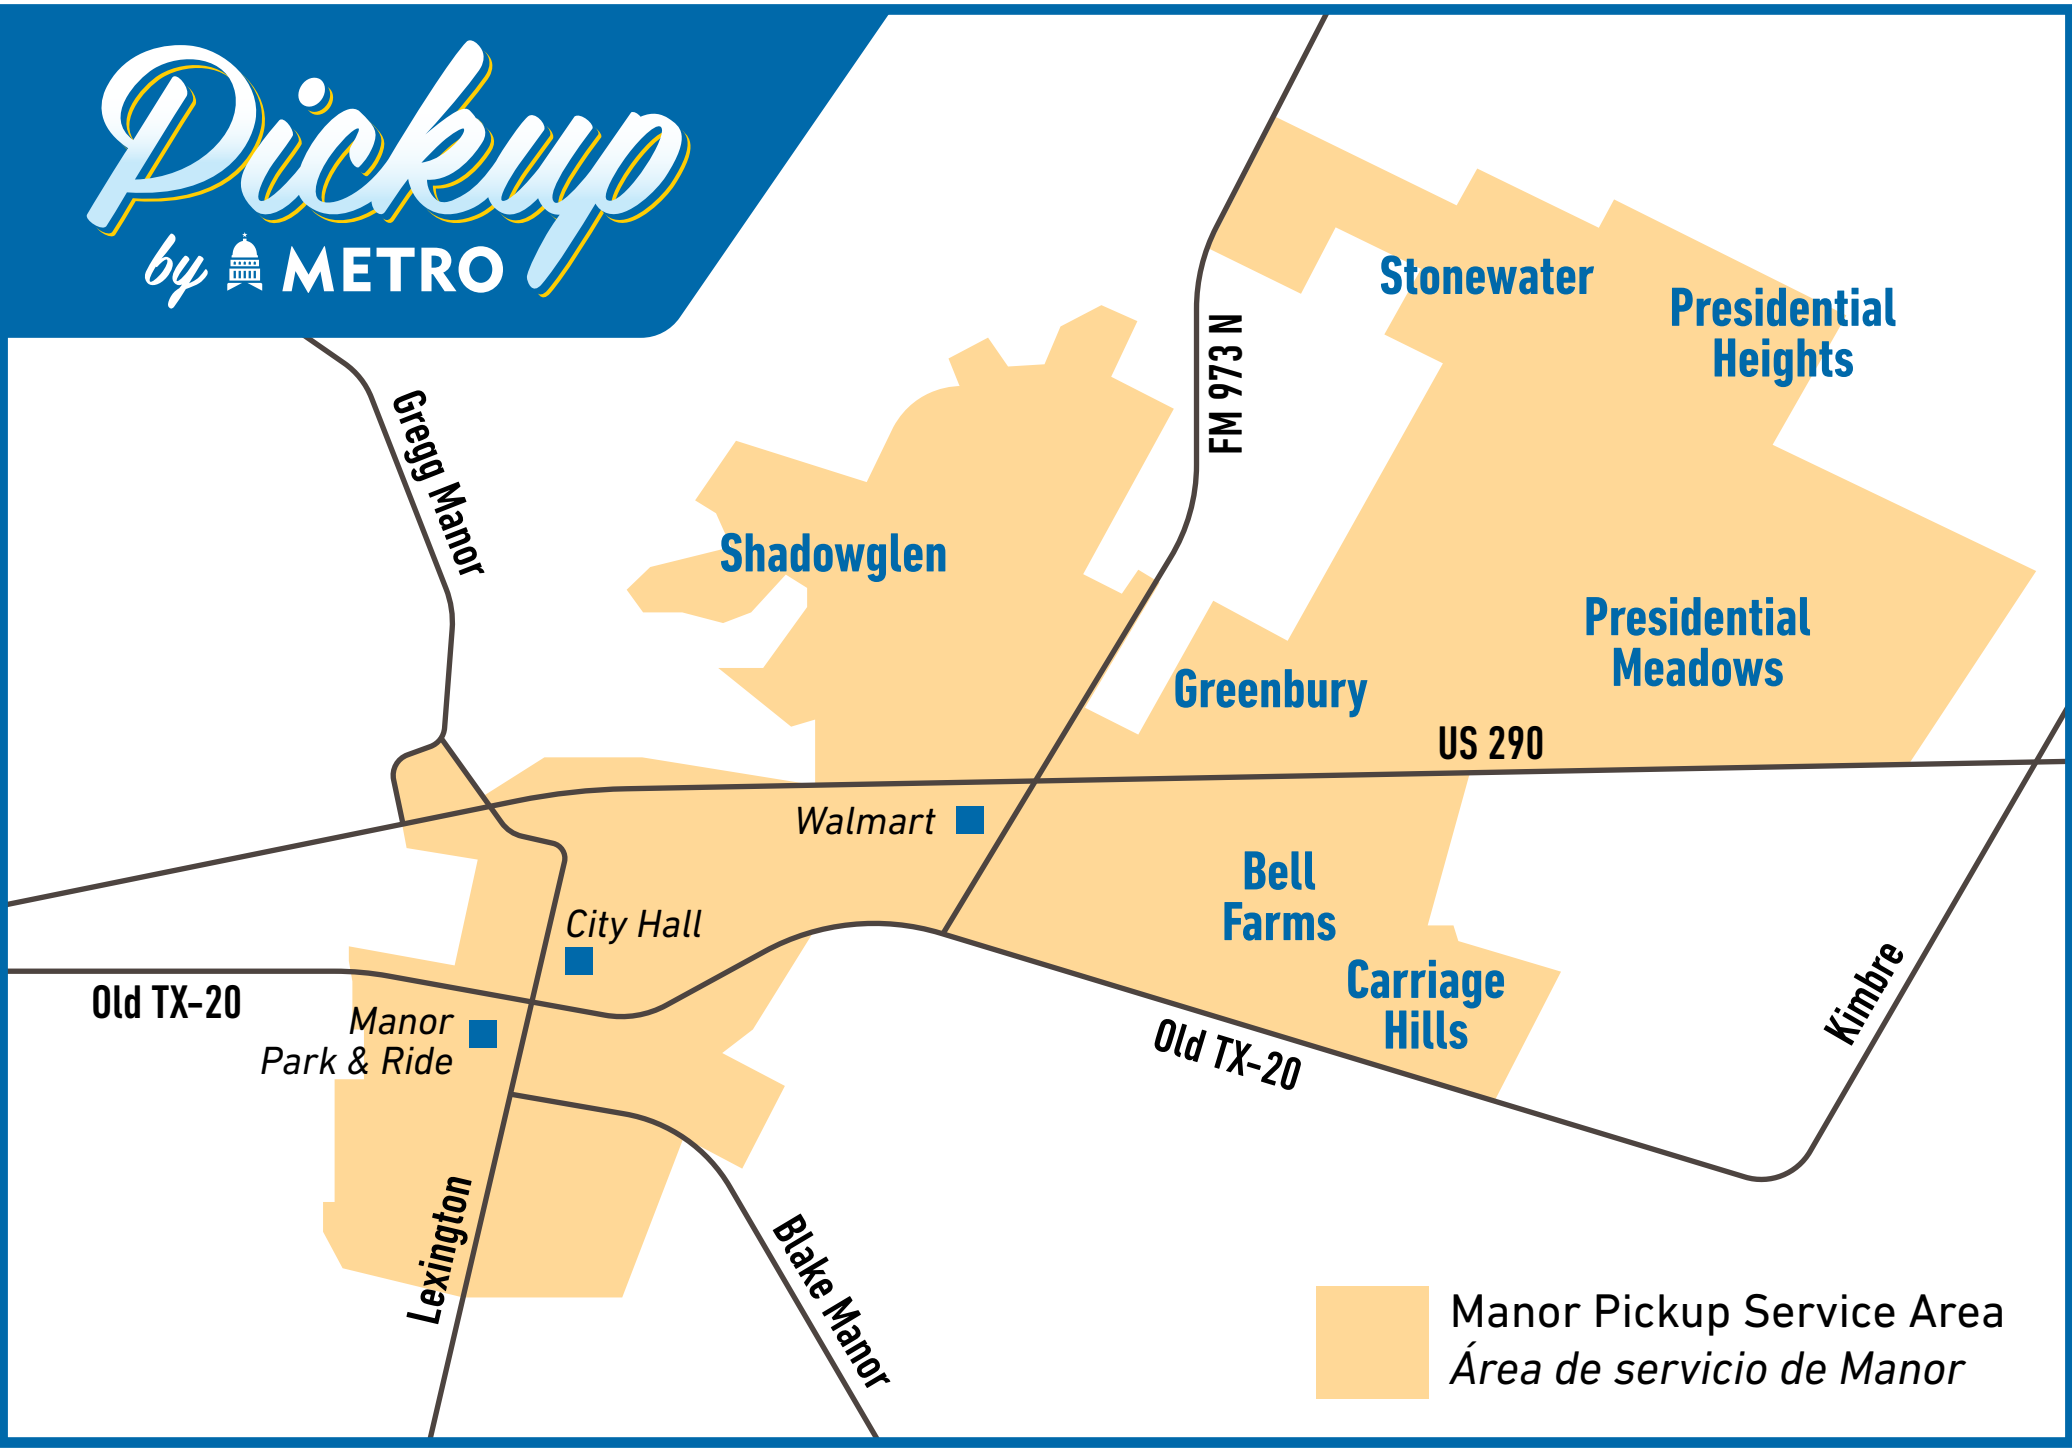 Pickup
by METRO
Gregg Manor
FM 973 N
Stonewater
Presidential
Heights
Shadowglen
Presidential
Meadows
Greenbury
US 290
Walmart
Bell
Farms
City Hall
Carriage
Hills
Kimbre
Old TX-20
Manor
Park & Ride
Old TX-20
Lexington
Blake Manor
Manor Pickup Service Area
Área de servicio de Manor